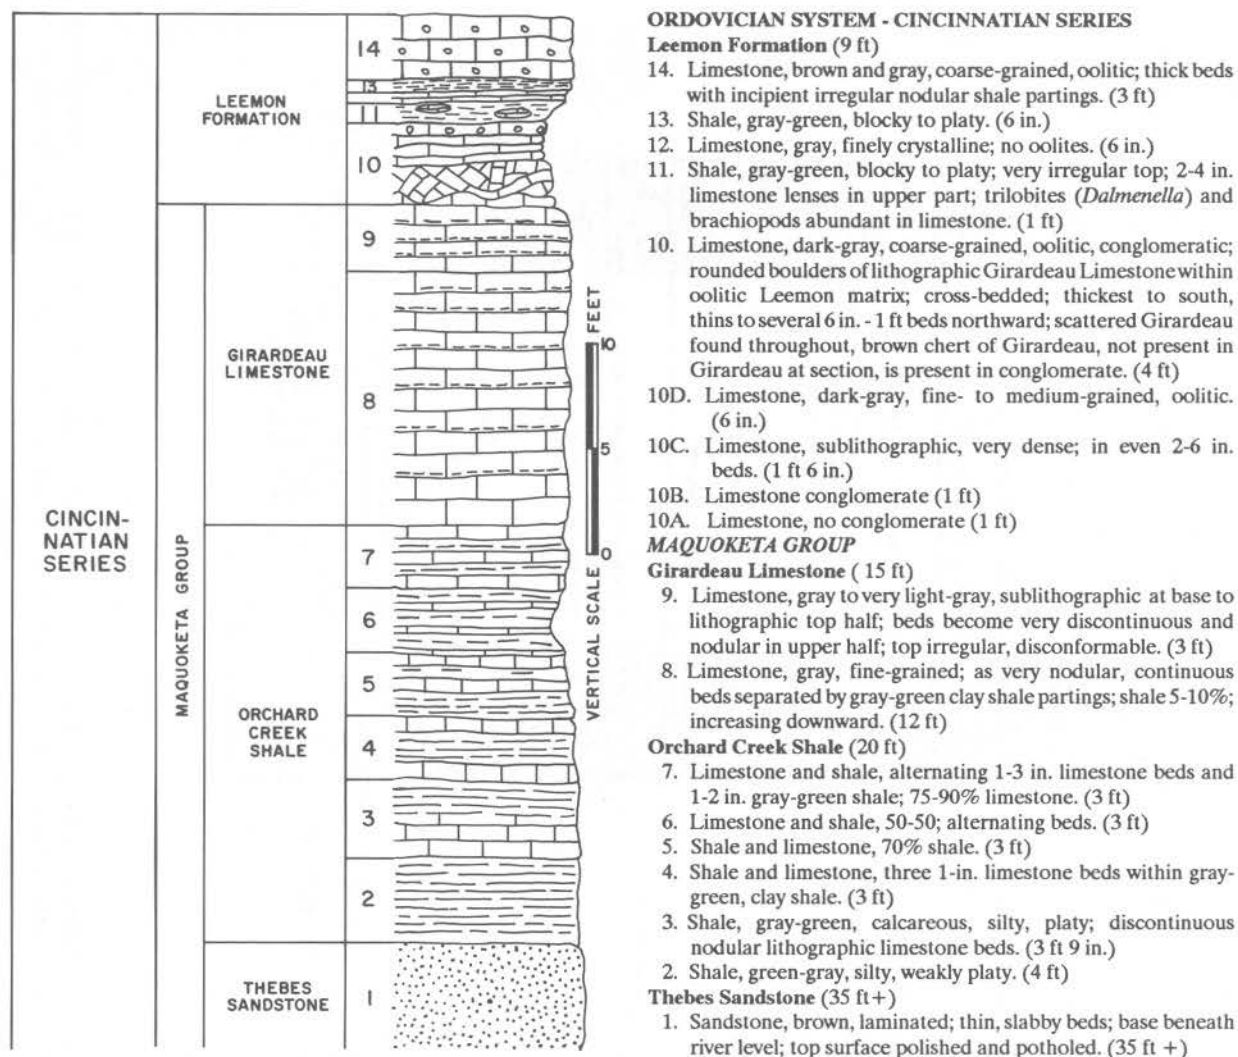 CINCIN-
NATIAN
SERIES
MAQUOKETA GROUP
LEEMON
FORMATION
GIRARDEAU
LIMESTONE
ORCHARD
CREEK
SHALE
THEBES
SANDSTONE
14
13
11
10
9
8
7
6
5
4
3
2
1
VERTICAL SCALE
FEET
10
5
0
ORDOVICIAN SYSTEM - CINCINNATIAN SERIES
Leemon Formation (9 ft)
14. Limestone, brown and gray, coarse-grained, oolitic; thick beds
with incipient irregular nodular shale partings. (3 ft)
13. Shale, gray-green, blocky to platy. (6 in.)
12. Limestone, gray, finely crystalline; no oolites. (6 in.)
11. Shale, gray-green, blocky to platy; very irregular top; 2-4 in.
limestone lenses in upper part; trilobites (Dalmenella) and
brachiopods abundant in limestone. (1 ft)
10. Limestone, dark-gray, coarse-grained, oolitic, conglomeratic;
rounded boulders of lithographic Girardeau Limestone within
oolitic Leemon matrix; cross-bedded; thickest to south,
thins to several 6 in. - 1 ft beds northward; scattered Girardeau
found throughout, brown chert of Girardeau, not present in
Girardeau at section, is present in conglomerate. (4 ft)
10D. Limestone, dark-gray, fine- to medium-grained, oolitic.
(6 in.)
10C. Limestone, sublithographic, very dense; in even 2-6 in.
beds. (1 ft 6 in.)
10B. Limestone conglomerate (1 ft)
10A. Limestone, no conglomerate (1 ft)
MAQUOKETA GROUP
Girardeau Limestone ( 15 ft)
9. Limestone, gray to very light-gray, sublithographic at base to
lithographic top half; beds become very discontinuous and
nodular in upper half; top irregular, disconformable. (3 ft)
8. Limestone, gray, fine-grained; as very nodular, continuous
beds separated by gray-green clay shale partings; shale 5-10%;
increasing downward. (12 ft)
Orchard Creek Shale (20 ft)
7. Limestone and shale, alternating 1-3 in. limestone beds and
1-2 in. gray-green shale; 75-90% limestone. (3 ft)
6. Limestone and shale, 50-50; alternating beds. (3 ft)
5. Shale and limestone, 70% shale. (3 ft)
4. Shale and limestone, three 1-in. limestone beds within gray-
green, clay shale. (3 ft)
3. Shale, gray-green, calcareous, silty, platy; discontinuous
nodular lithographic limestone beds. (3 ft 9 in.)
2. Shale, green-gray, silty, weakly platy. (4 ft)
Thebes Sandstone (35 ft+)
1. Sandstone, brown, laminated; thin, slabby beds; base beneath
river level; top surface polished and potholed. (35 ft +)